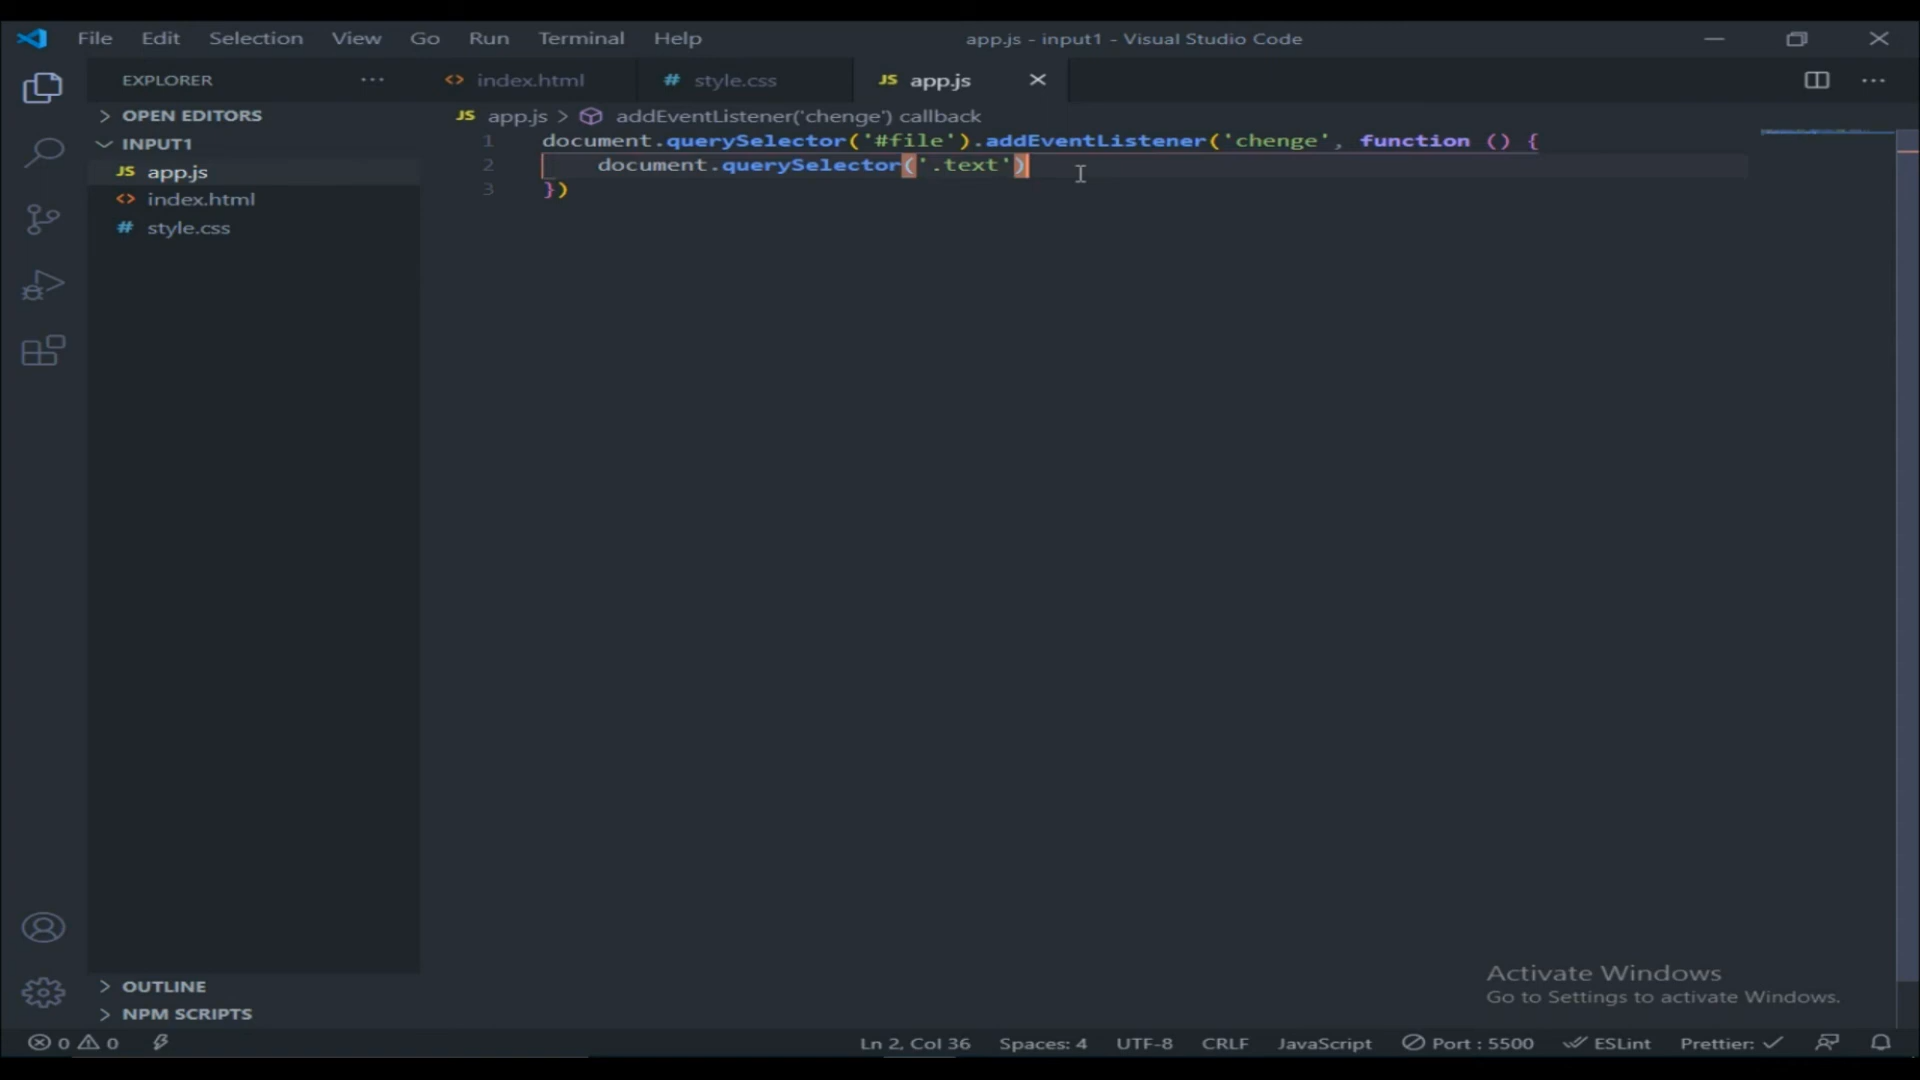 File Edit Selection View Go Run Terminal Help app.js - input1 - Visual Studio Code
EXPLORER ··· <> index.html # style.css JS app.js ···
> OPEN EDITORS
JS app.js > addEventListener('chenge') callback
INPUT1
JS app.js
<> index.html
# style.css
1 document.querySelector('#file').addEventListener('chenge', function () {
2 document.querySelector('.text')
3 })
Activate Windows
Go to Settings to activate Windows.
> OUTLINE
> NPM SCRIPTS
0 0 Ln 2, Col 36 Spaces: 4 UTF-8 CRLF JavaScript Port : 5500 ESLint Prettier: ✓